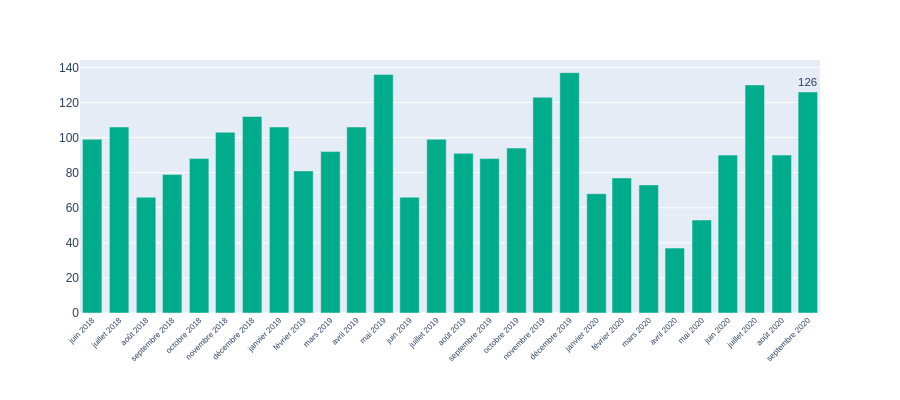 140
120
100
80
60
40
20
0
126
juin 2018
juillet 2018
août 2018
septembre 2018
octobre 2018
novembre 2018
décembre 2018
janvier 2019
février 2019
mars 2019
avril 2019
mai 2019
juin 2019
juillet 2019
août 2019
septembre 2019
octobre 2019
novembre 2019
décembre 2019
janvier 2020
février 2020
mars 2020
avril 2020
mai 2020
juin 2020
juillet 2020
août 2020
septembre 2020